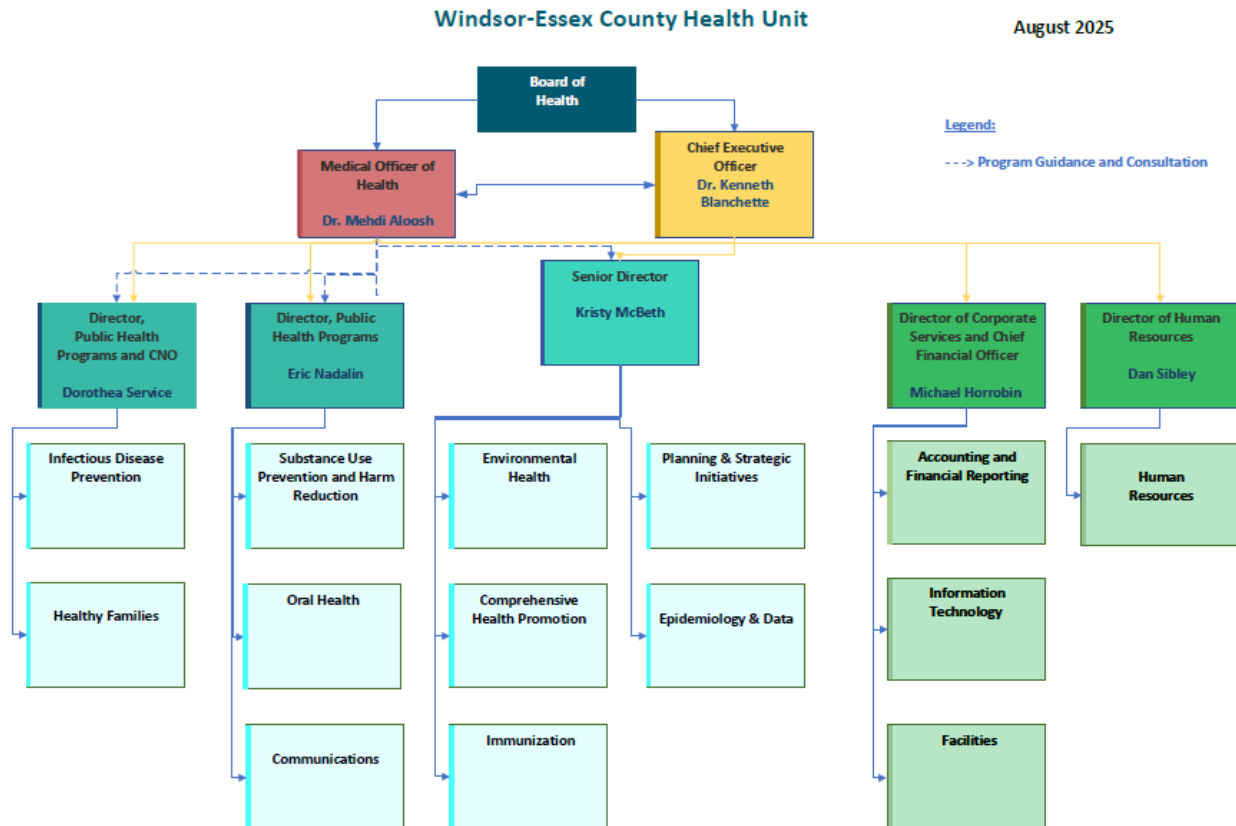 Windsor-Essex County Health Unit
August 2025
Board of
Health
Legend:
---> Program Guidance and Consultation
Medical Officer of
Health
Dr. Mehdi Aloosh
Chief Executive
Officer
Dr. Kenneth
Blanchette
Senior Director
Kristy McBeth
Director,
Public Health
Programs and CNO
Dorothea Service
Director, Public
Health Programs
Eric Nadalin
Director of Corporate
Services and Chief
Financial Officer
Michael Horrobin
Director of Human
Resources
Dan Sibley
Infectious Disease
Prevention
Substance Use
Prevention and Harm
Reduction
Environmental
Health
Planning & Strategic
Initiatives
Accounting and
Financial Reporting
Human
Resources
Healthy Families
Oral Health
Comprehensive
Health Promotion
Epidemiology & Data
Information
Technology
Communications
Immunization
Facilities